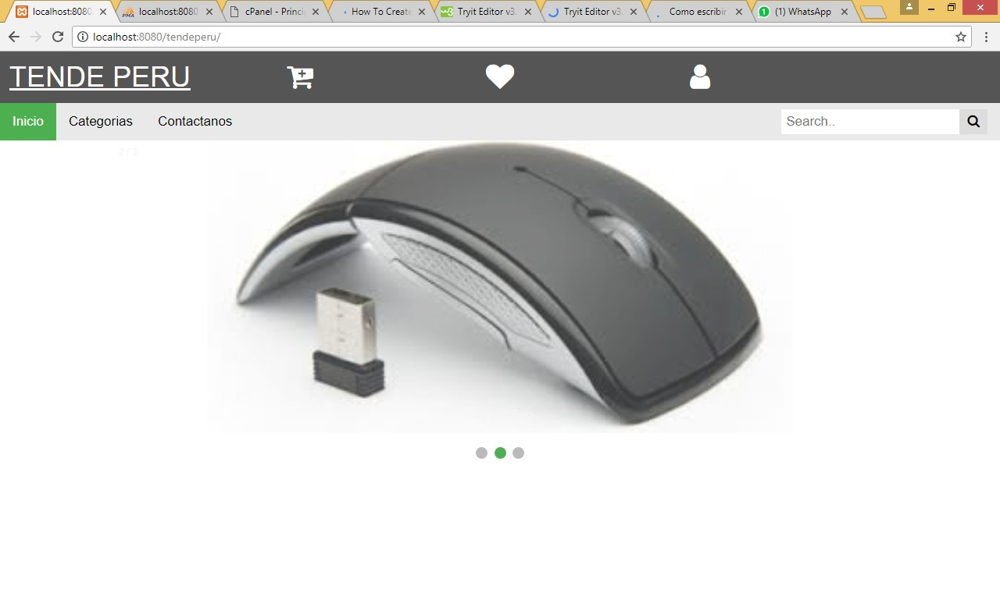 localhost:8080 localhost:8080 cPanel - Princi How To Create Tryit Editor v3. Tryit Editor v3. Como escribir (1) WhatsApp
localhost:8080/tendeperu/
TENDE PERU
Inicio Categorias Contactanos Search..
2 / 3